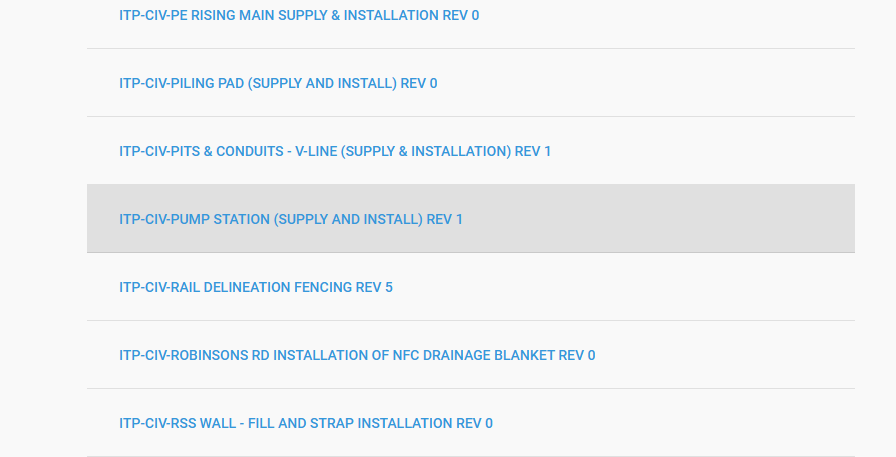 ITP-CIV-PE RISING MAIN SUPPLY & INSTALLATION REV 0
ITP-CIV-PILING PAD (SUPPLY AND INSTALL) REV 0
ITP-CIV-PITS & CONDUITS - V-LINE (SUPPLY & INSTALLATION) REV 1
ITP-CIV-PUMP STATION (SUPPLY AND INSTALL) REV 1
ITP-CIV-RAIL DELINEATION FENCING REV 5
ITP-CIV-ROBINSONS RD INSTALLATION OF NFC DRAINAGE BLANKET REV 0
ITP-CIV-RSS WALL - FILL AND STRAP INSTALLATION REV 0